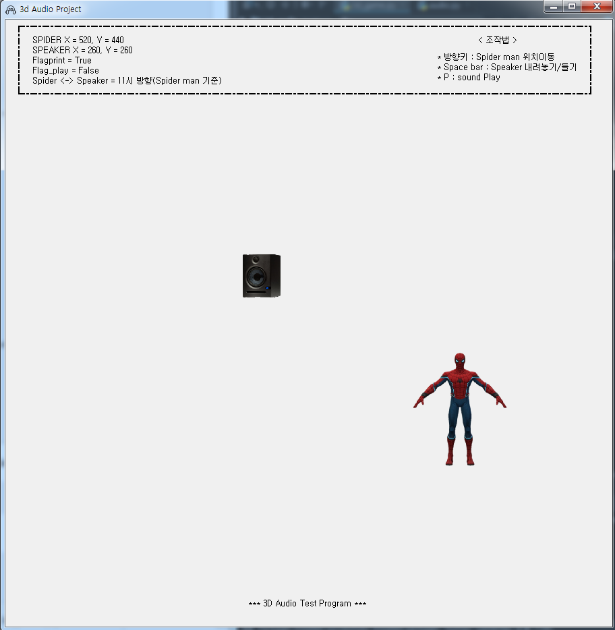 3d Audio Project
SPIDER X = 520, Y = 440
SPEAKER X = 260, Y = 260
Flagprint = True
Flag_play = False
Spider <-> Speaker = 11시 방향(Spider man 기준)
< 조작법 >
* 방향키 : Spider man 위치이동
* Space bar : Speaker 내려놓기/들기
* P : sound Play
*** 3D Audio Test Program ***